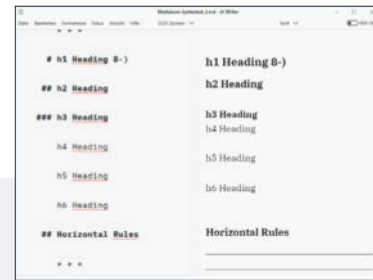 Markdown Syntaxtest_2.md - iA Writer
Datei Bearbeiten Formatieren Fokus Ansicht Hilfe
* * *
# h1 Heading 8-)
## h2 Heading
### h3 Heading
h4 Heading
h5 Heading
h6 Heading
## Horizontal Rules
* * *
h1 Heading 8-)
h2 Heading
h3 Heading
h4 Heading
h5 Heading
h6 Heading
Horizontal Rules